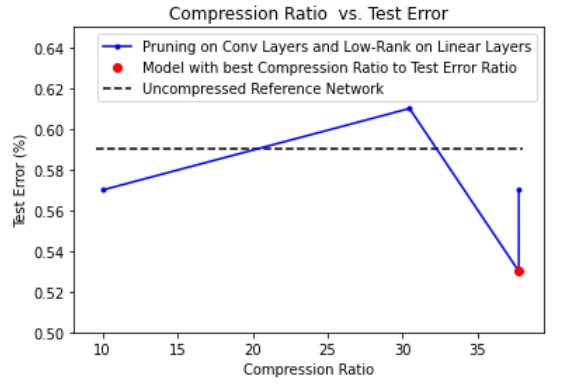 Compression Ratio  vs. Test Error
Pruning on Conv Layers and Low-Rank on Linear Layers
Model with best Compression Ratio to Test Error Ratio
Uncompressed Reference Network
Test Error (%)
0.64
0.62
0.60
0.58
0.56
0.54
0.52
0.50
10 15 20 25 30 35
Compression Ratio